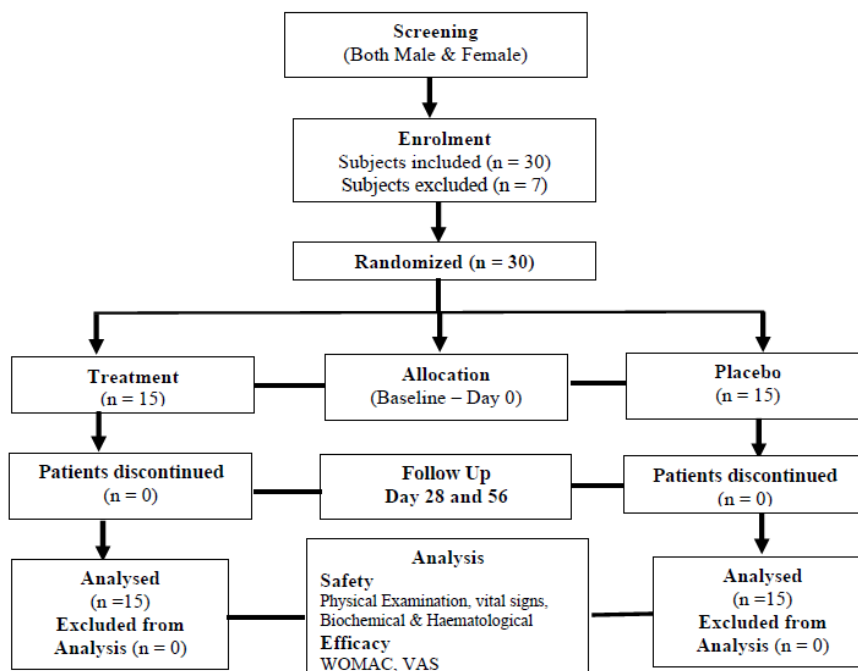 Screening
(Both Male & Female)
Enrolment
Subjects included (n = 30)
Subjects excluded (n = 7)
Randomized (n = 30)
Treatment
(n = 15)
Allocation
(Baseline – Day 0)
Placebo
(n = 15)
Patients discontinued
(n = 0)
Follow Up
Day 28 and 56
Patients discontinued
(n = 0)
Analysed
(n =15)
Excluded from
Analysis (n = 0)
Analysis
Safety
Physical Examination, vital signs,
Biochemical & Haematological
Efficacy
WOMAC, VAS
Analysed
(n =15)
Excluded from
Analysis (n = 0)